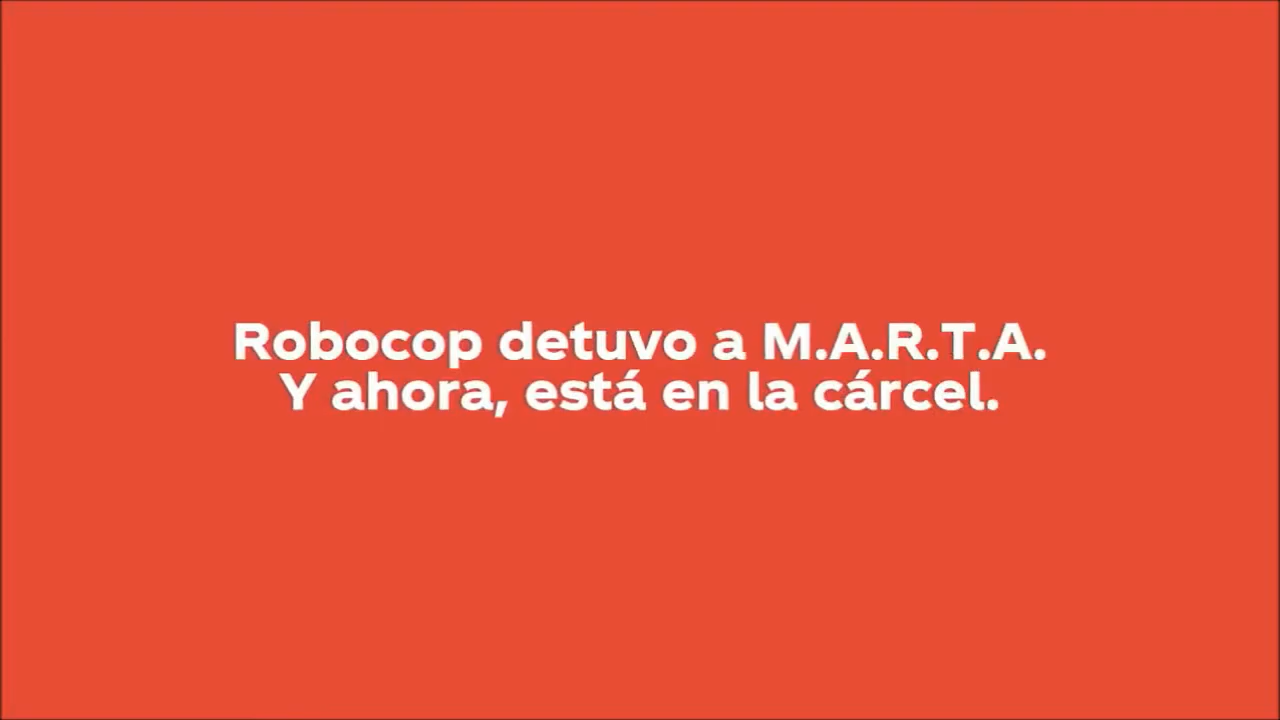 Robocop detuvo a M.A.R.T.A.
Y ahora, está en la cárcel.